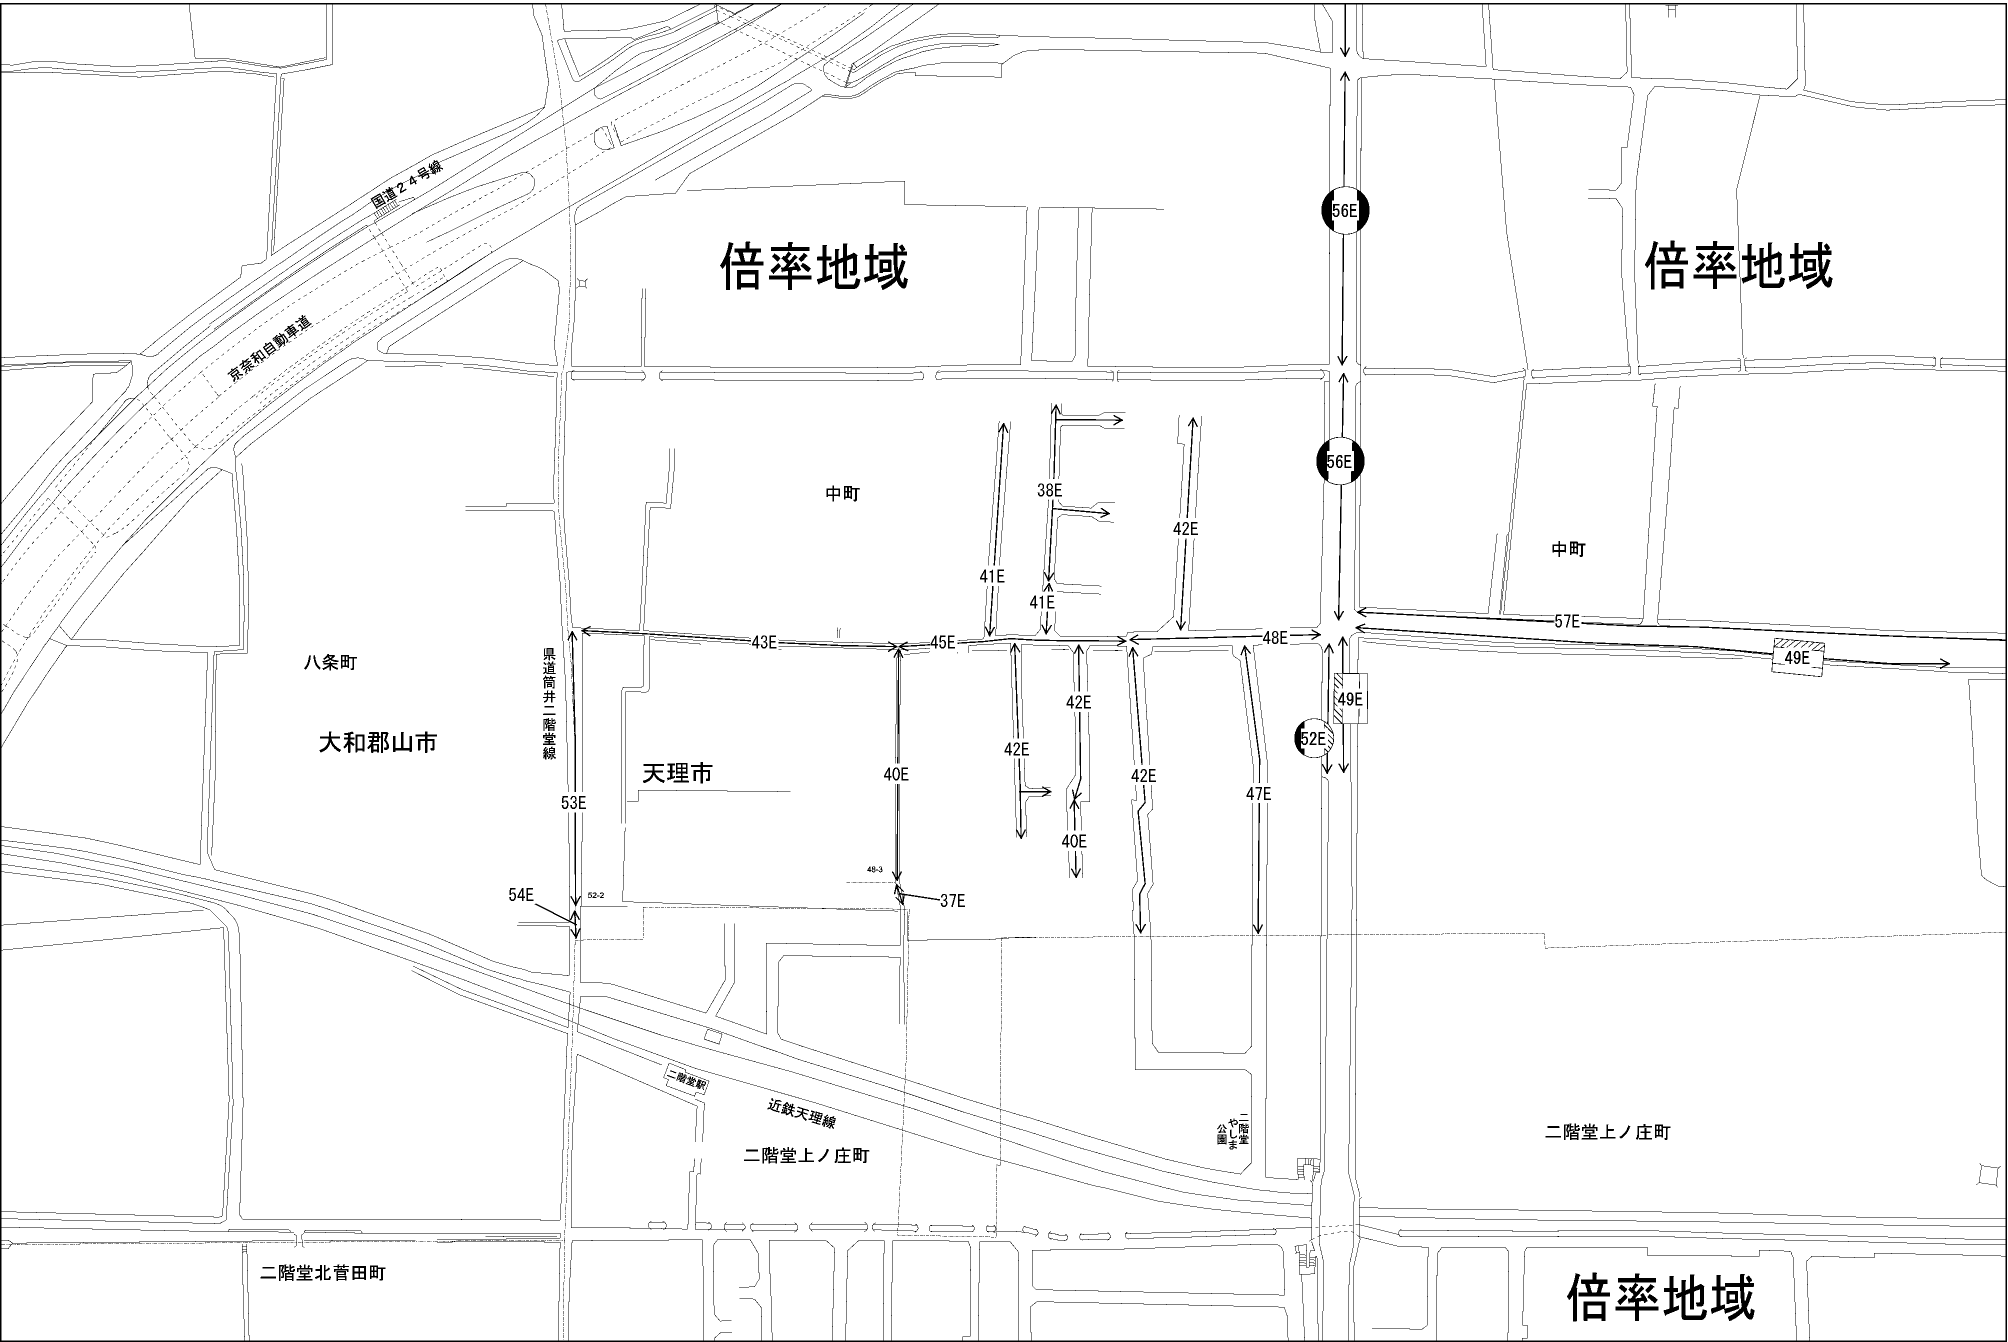 国道２４号線
56E
倍率地域
倍率地域
京奈和自動車道
56E
中町
38E
42E
中町
41E
41E
57E
43E
45E
48E
八条町
県道筒井二階堂線
49E
49E
大和郡山市
天理市
42E
42E
52E
40E
42E
47E
53E
40E
48-3
54E
52-2
37E
二階堂駅
近鉄天理線
二階堂
やしま
公園
二階堂上ノ庄町
二階堂上ノ庄町
二階堂北菅田町
倍率地域